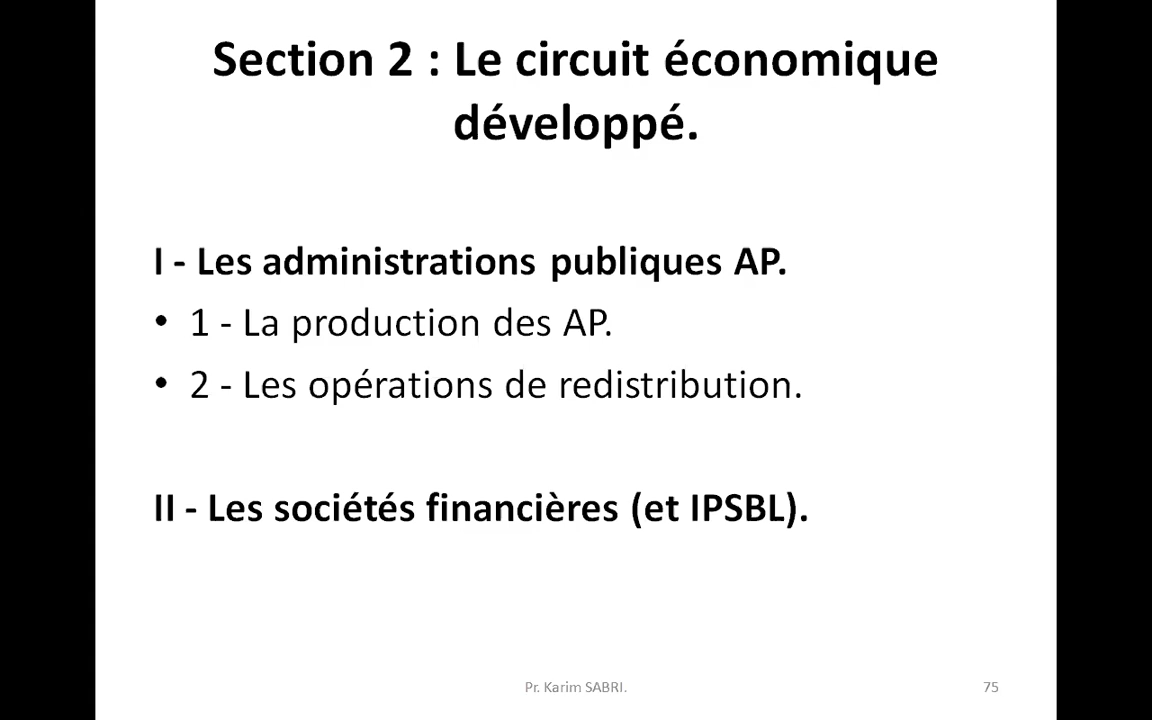 Section 2 : Le circuit économique
développé.
I - Les administrations publiques AP.
• 1 - La production des AP.
• 2 - Les opérations de redistribution.
II - Les sociétés financières (et IPSBL).
Pr. Karim SABRI.
75